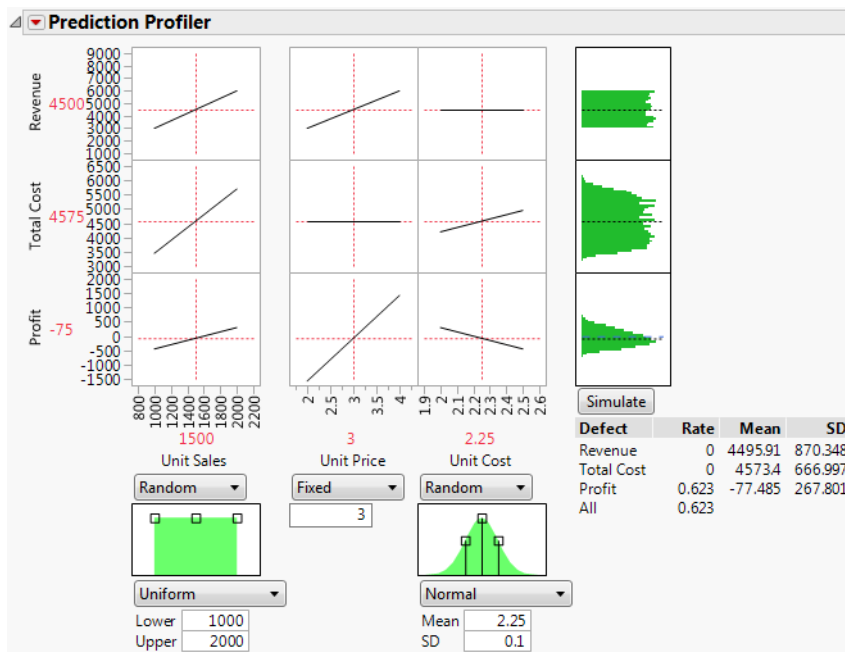 Prediction Profiler
Revenue
4500
9000
8000
7000
6000
5000
4000
3000
2000
1000
Total Cost
4575
6500
6000
5500
5000
4500
4000
3500
3000
Profit
-75
2000
1500
1000
500
0
-500
-1000
-1500
800 1000 1200 1400 1600 1800 2000 2200
2 2.5 3 3.5 4
1.9 2 2.1 2.2 2.3 2.4 2.5 2.6
1500 3 2.25
Unit Sales Unit Price Unit Cost
Random Fixed Random
3
Uniform Normal
Lower 1000 Mean 2.25
Upper 2000 SD 0.1
Simulate
Defect Rate Mean SD
Revenue 0 4495.91 870.348
Total Cost 0 4573.4 666.997
Profit 0.623 -77.485 267.801
All 0.623